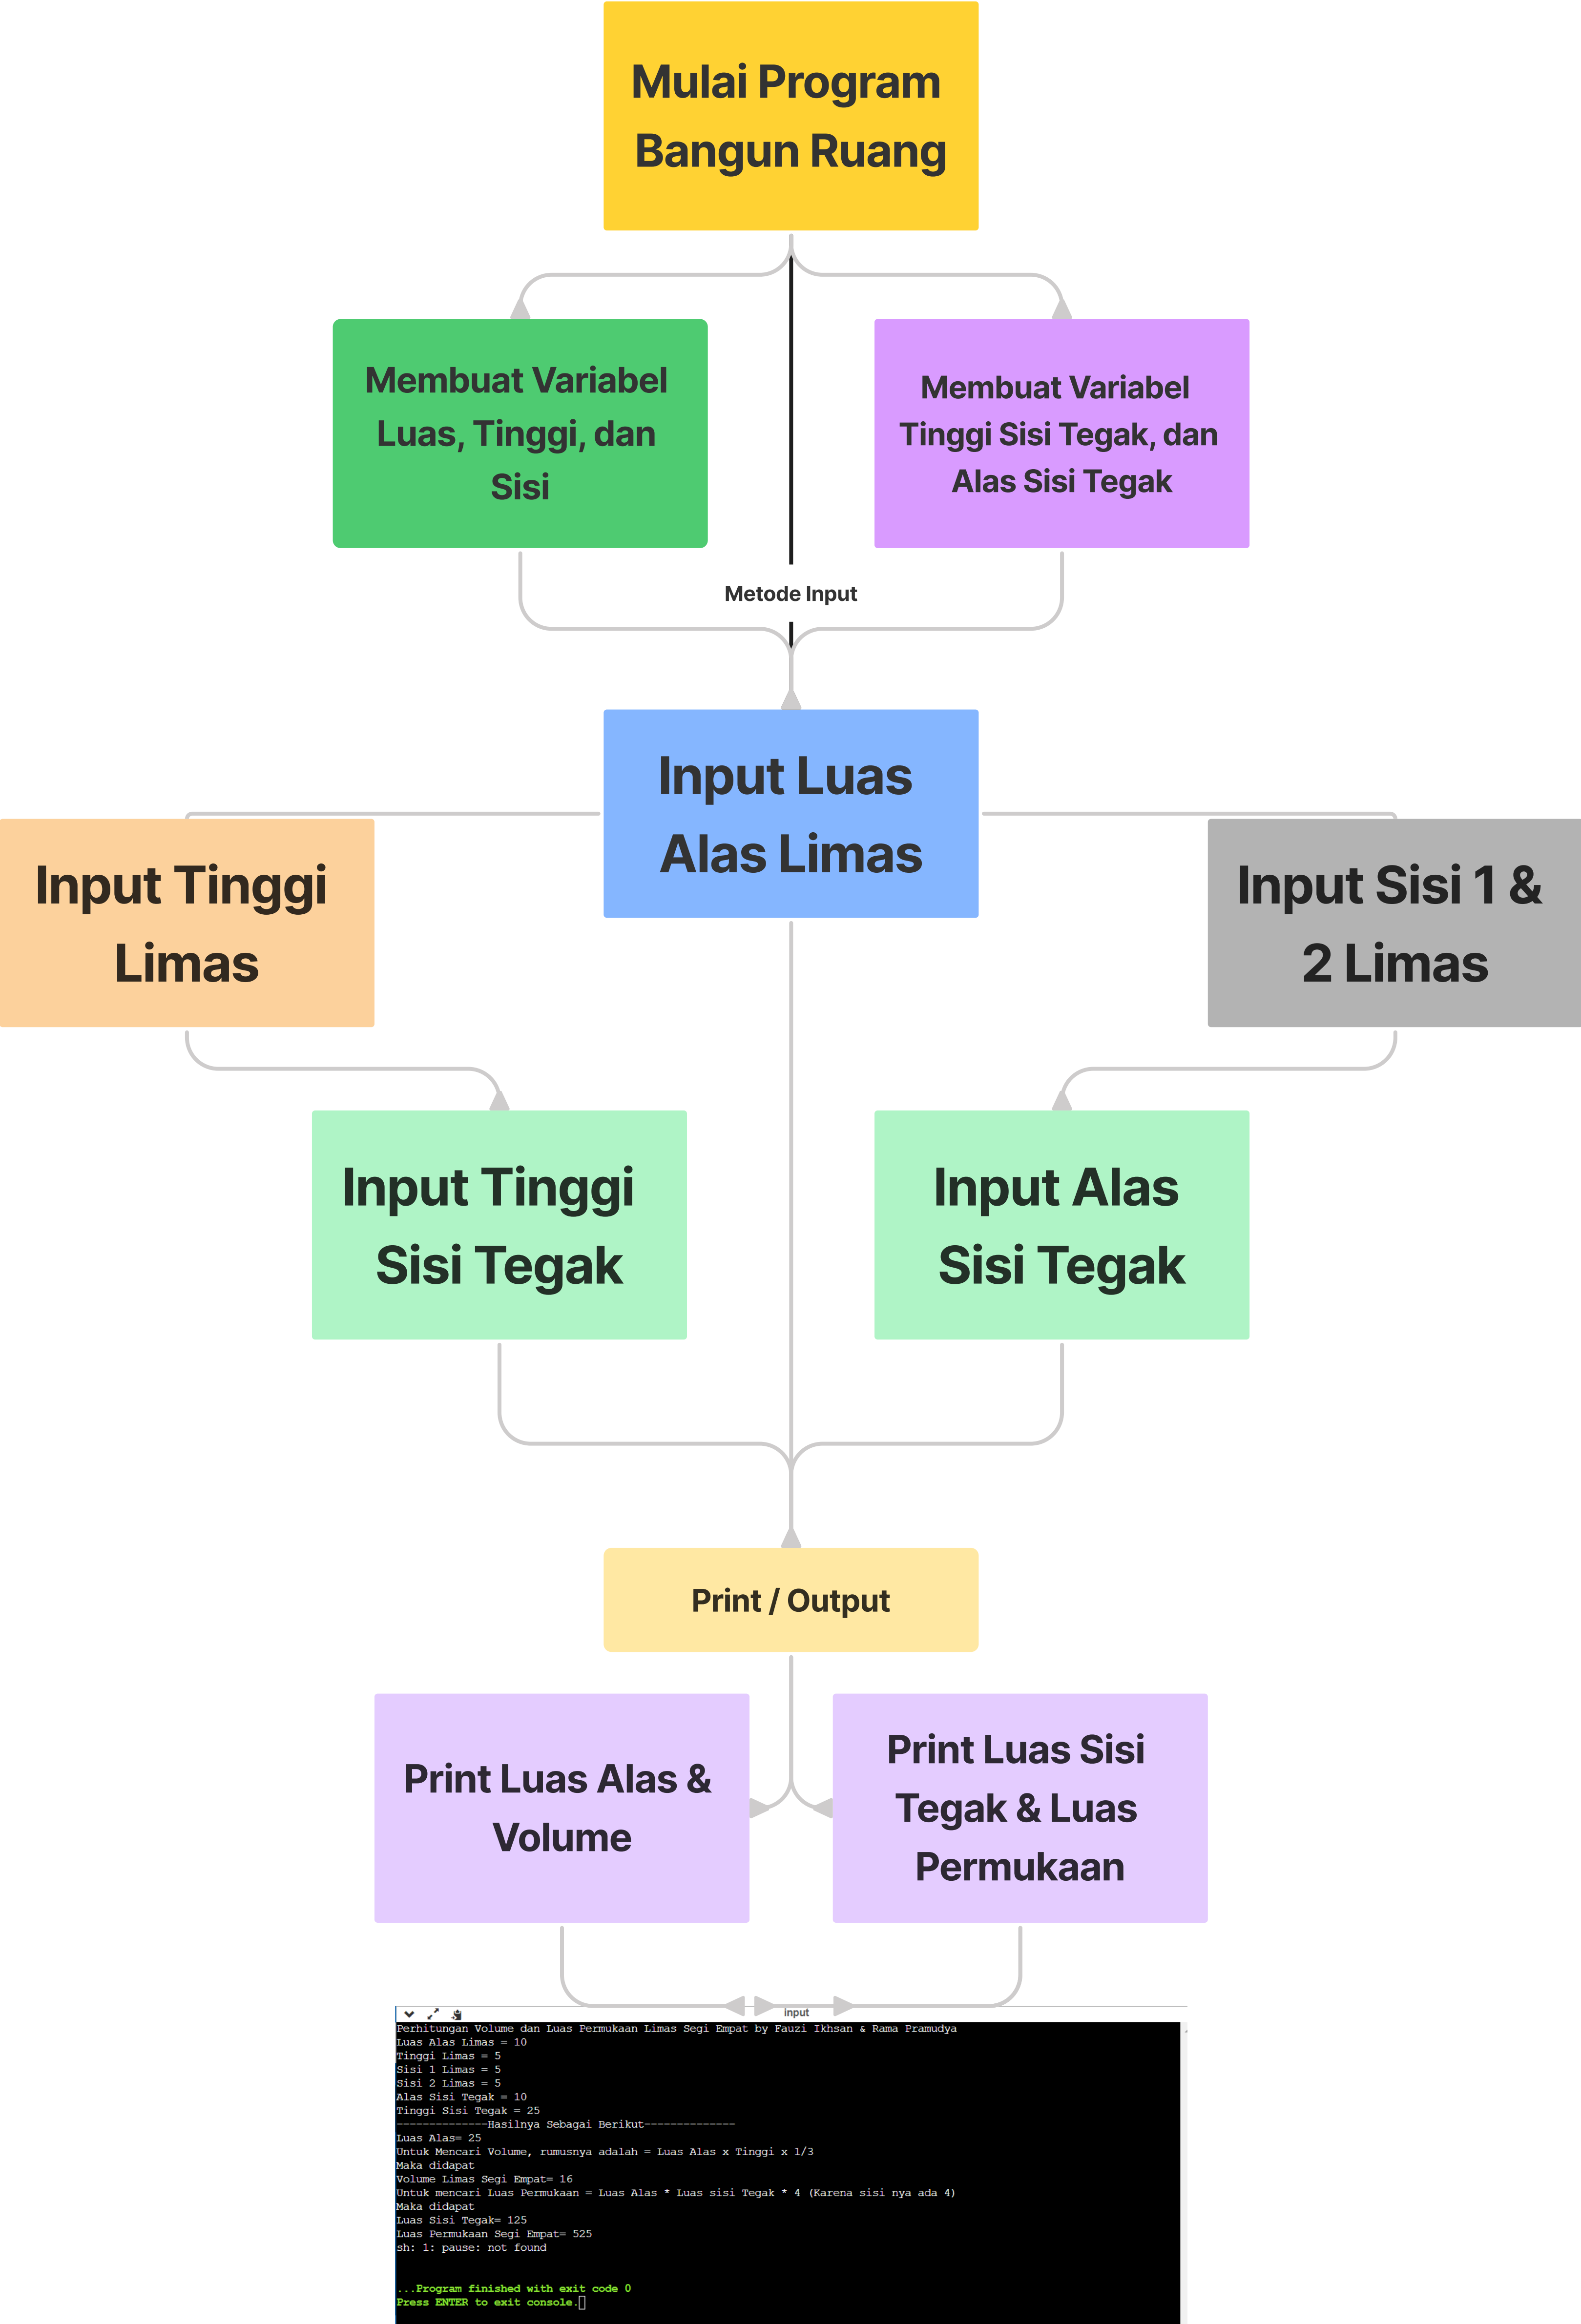 Mulai Program
Bangun Ruang
Membuat Variabel
Luas, Tinggi, dan
Sisi
Membuat Variabel
Tinggi Sisi Tegak, dan
Alas Sisi Tegak
Metode Input
Input Luas
Alas Limas
Input Tinggi
Limas
Input Sisi 1 &
2 Limas
Input Tinggi
Sisi Tegak
Input Alas
Sisi Tegak
Print / Output
Print Luas Alas &
Volume
Print Luas Sisi
Tegak & Luas
Permukaan
input
Perhitungan Volume dan Luas Permukaan Limas Segi Empat by Fauzi Ikhsan & Rama Pramudya
Luas Alas Limas = 10
Tinggi Limas = 5
Sisi 1 Limas = 5
Sisi 2 Limas = 5
Alas Sisi Tegak = 10
Tinggi Sisi Tegak = 25
--------------Hasilnya Sebagai Berikut--------------
Luas Alas= 25
Untuk Mencari Volume, rumusnya adalah = Luas Alas x Tinggi x 1/3
Maka didapat
Volume Limas Segi Empat= 16
Untuk mencari Luas Permukaan = Luas Alas * Luas sisi Tegak * 4 (Karena sisi nya ada 4)
Maka didapat
Luas Sisi Tegak= 125
Luas Permukaan Segi Empat= 525
sh: 1: pause: not found
...Program finished with exit code 0
Press ENTER to exit console.